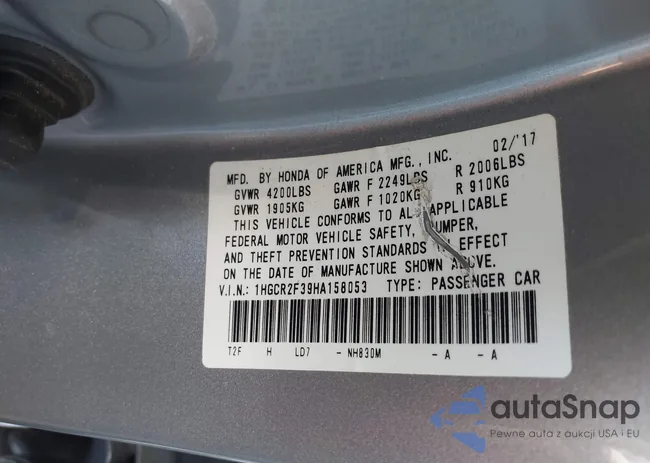 MFD. BY HONDA OF AMERICA MFG., INC. 02/'17
GVWR 4200LBS GAWR F 2249LBS R 2006LBS
GVWR 1905KG GAWR F 1020KG R 910KG
THIS VEHICLE CONFORMS TO ALL APPLICABLE
FEDERAL MOTOR VEHICLE SAFETY, BUMPER,
AND THEFT PREVENTION STANDARDS IN EFFECT
ON THE DATE OF MANUFACTURE SHOWN ABOVE.
V.I.N.: 1HGCR2F39HA158053 TYPE: PASSENGER CAR
T2F H LD7 - NH830M - A - A
autaSnap
Pewne auta z aukcji USA i EU